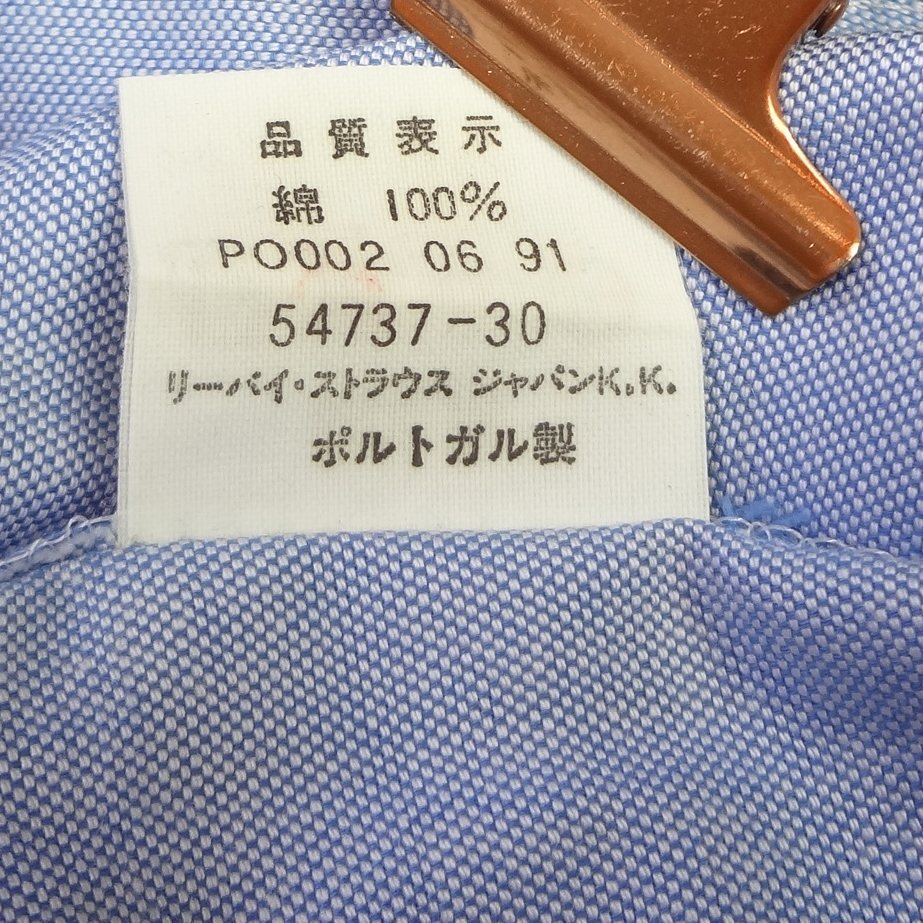 品質表示
綿 100%
PO002 06 91
54737-30
リーバイ・ストラウス ジャパンK.K.
ポルトガル製